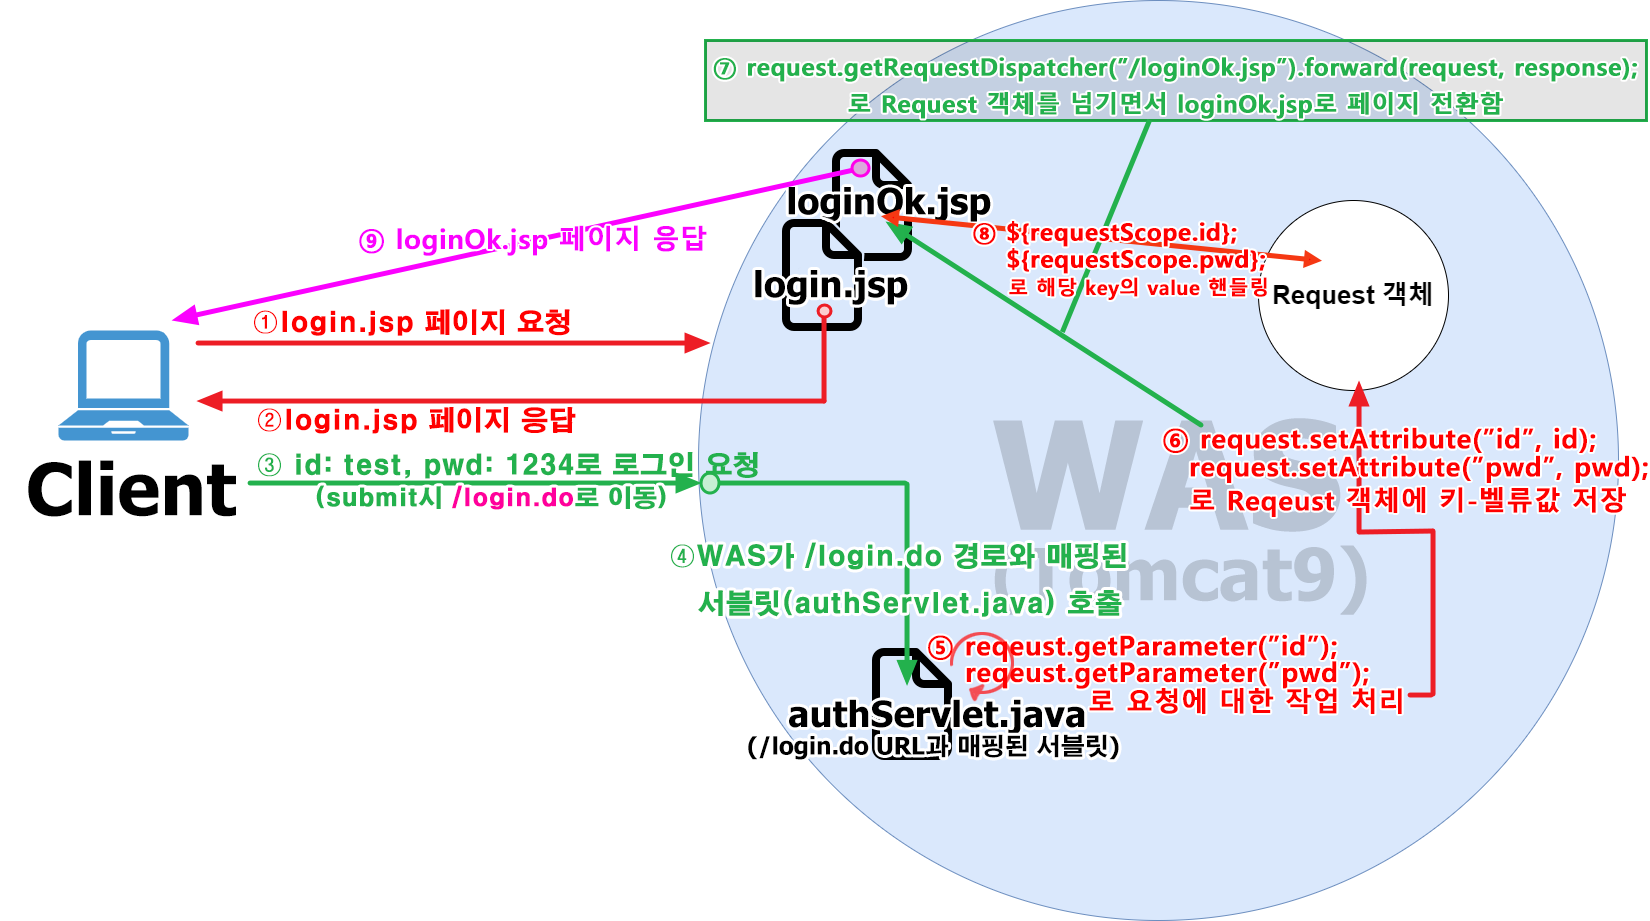 ⑦ request.getRequestDispatcher("/loginOk.jsp").forward(request, response);
로 Request 객체를 넘기면서 loginOk.jsp로 페이지 전환함
loginOk.jsp
⑨ loginOk.jsp 페이지 응답
⑧ ${requestScope.id};
${requestScope.pwd};
로 해당 key의 value 핸들링
login.jsp
Request 객체
①login.jsp 페이지 요청
②login.jsp 페이지 응답
Client
③ id: test, pwd: 1234로 로그인 요청
(submit시 /login.do로 이동)
WAS
(Tomcat9)
⑥ request.setAttribute("id", id);
request.setAttribute("pwd", pwd);
로 Reqeust 객체에 키-벨류값 저장
④WAS가 /login.do 경로와 매핑된
서블릿(authServlet.java) 호출
⑤ reqeust.getParameter("id");
reqeust.getParameter("pwd");
로 요청에 대한 작업 처리
authServlet.java
(/login.do URL과 매핑된 서블릿)